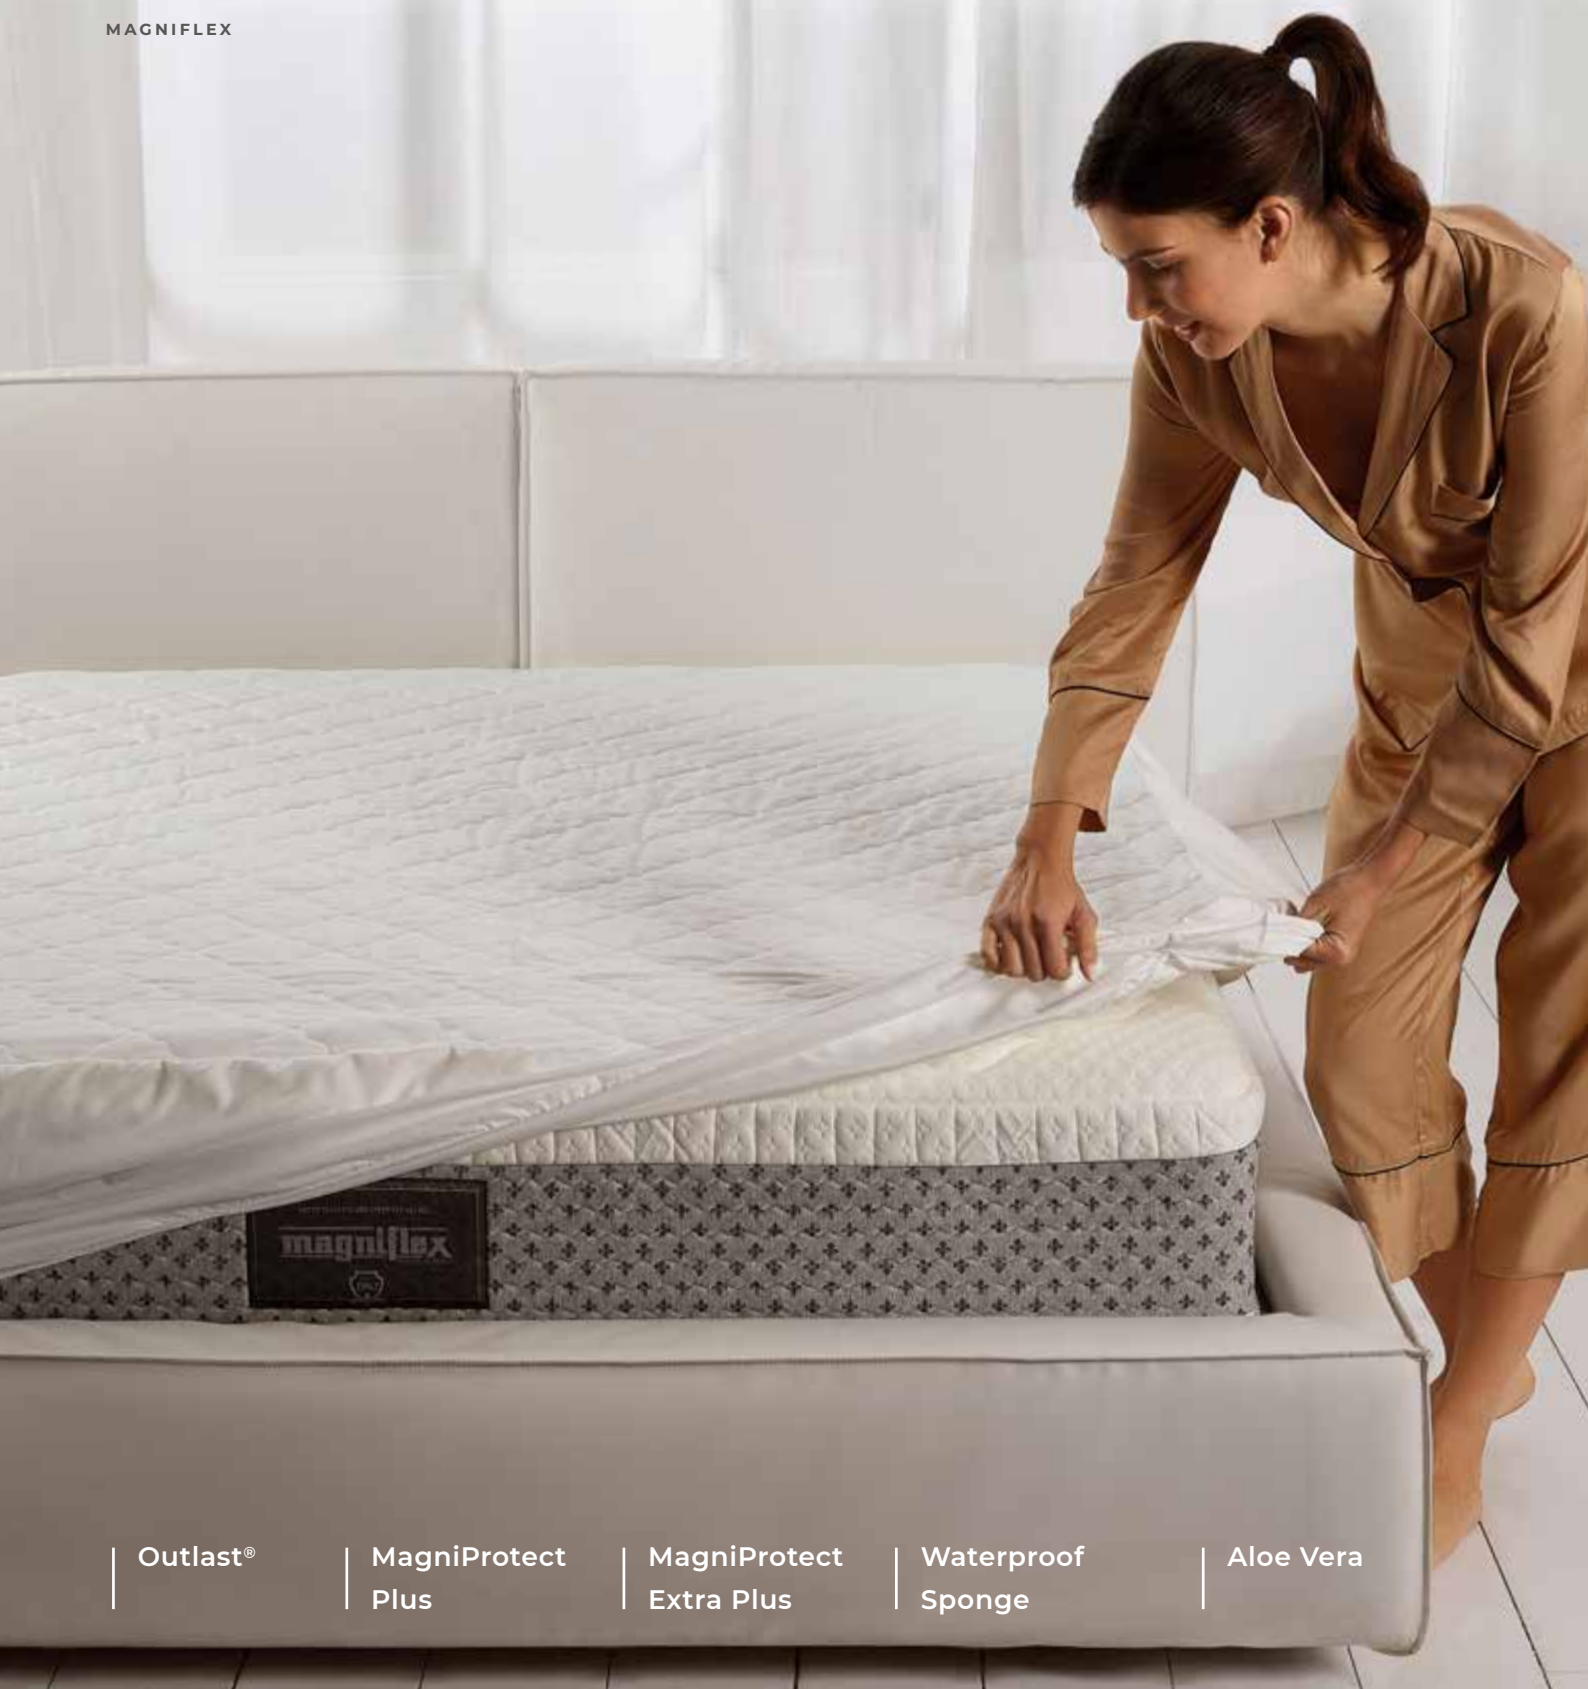 MAGNIFLEX
magniflex
Outlast®
MagniProtect
Plus
MagniProtect
Extra Plus
Waterproof
Sponge
Aloe Vera